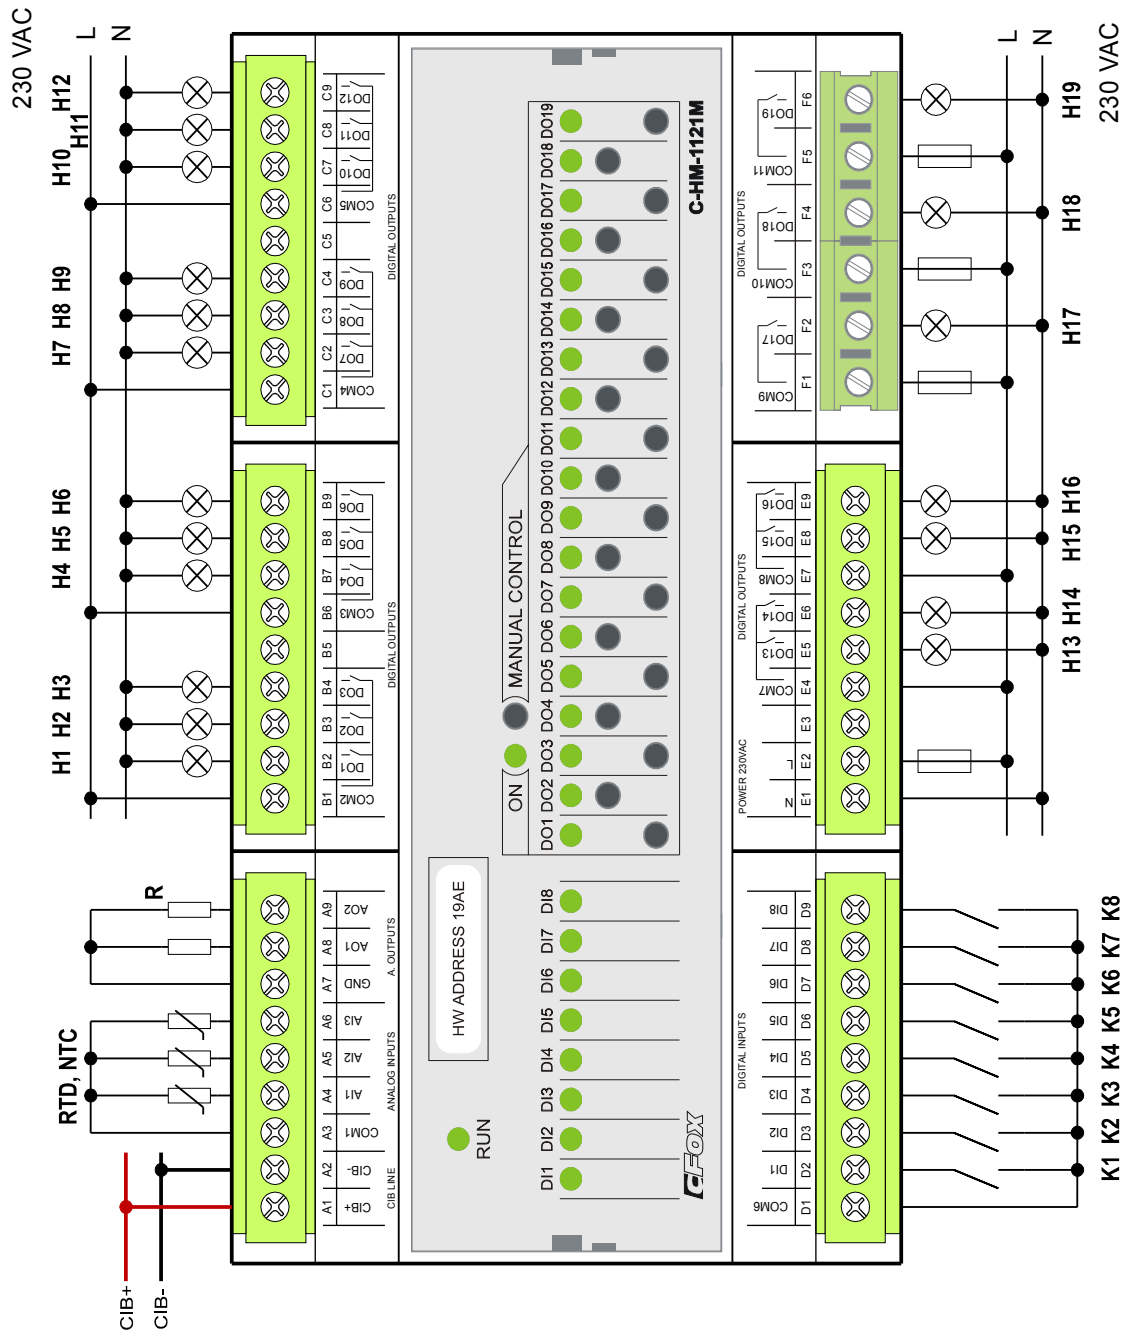 230 VAC
L
N
H12
H11
H10
H9
H8
H7
H6
H5
H4
H3
H2
H1
R
RTD, NTC
CIB+
CIB-
C9 DO12
C8 DO11
C7 DO10
C6 COM5
C5
C4 DO9
C3 DO8
C2 DO7
C1 COM4
DIGITAL OUTPUTS
B9 DO6
B8 DO5
B7 DO4
B6 COM3
B5
B4 DO3
B3 DO2
B2 DO1
B1 COM2
DIGITAL OUTPUTS
A9 AO2
A8 AO1
A7 GND
A. OUTPUTS
A6 AI3
A5 AI2
A4 AI1
A3 COM1
ANALOG INPUTS
A2 CIB-
A1 CIB+
CIB LINE
HW ADDRESS 19AE
RUN
ON
MANUAL CONTROL
DO19
DO18
DO17
DO16
DO15
DO14
DO13
DO12
DO11
DO10
DO9
DO8
DO7
DO6
DO5
DO4
DO3
DO2
DO1
DI8
DI7
DI6
DI5
DI4
DI3
DI2
DI1
C-HM-1121M
CFox
DIGITAL OUTPUTS
DO19 F6
COM11 F5
DO18 F4
COM10 F3
DO17 F2
COM9 F1
DIGITAL OUTPUTS
DO16 E9
DO15 E8
COM8 E7
DO14 E6
DO13 E5
COM7 E4
E3
POWER 230VAC
L E2
N E1
DIGITAL INPUTS
DI8 D9
DI7 D8
DI6 D7
DI5 D6
DI4 D5
DI3 D4
DI2 D3
DI1 D2
COM6 D1
230 VAC
L
N
H19
H18
H17
H16
H15
H14
H13
K8
K7
K6
K5
K4
K3
K2
K1